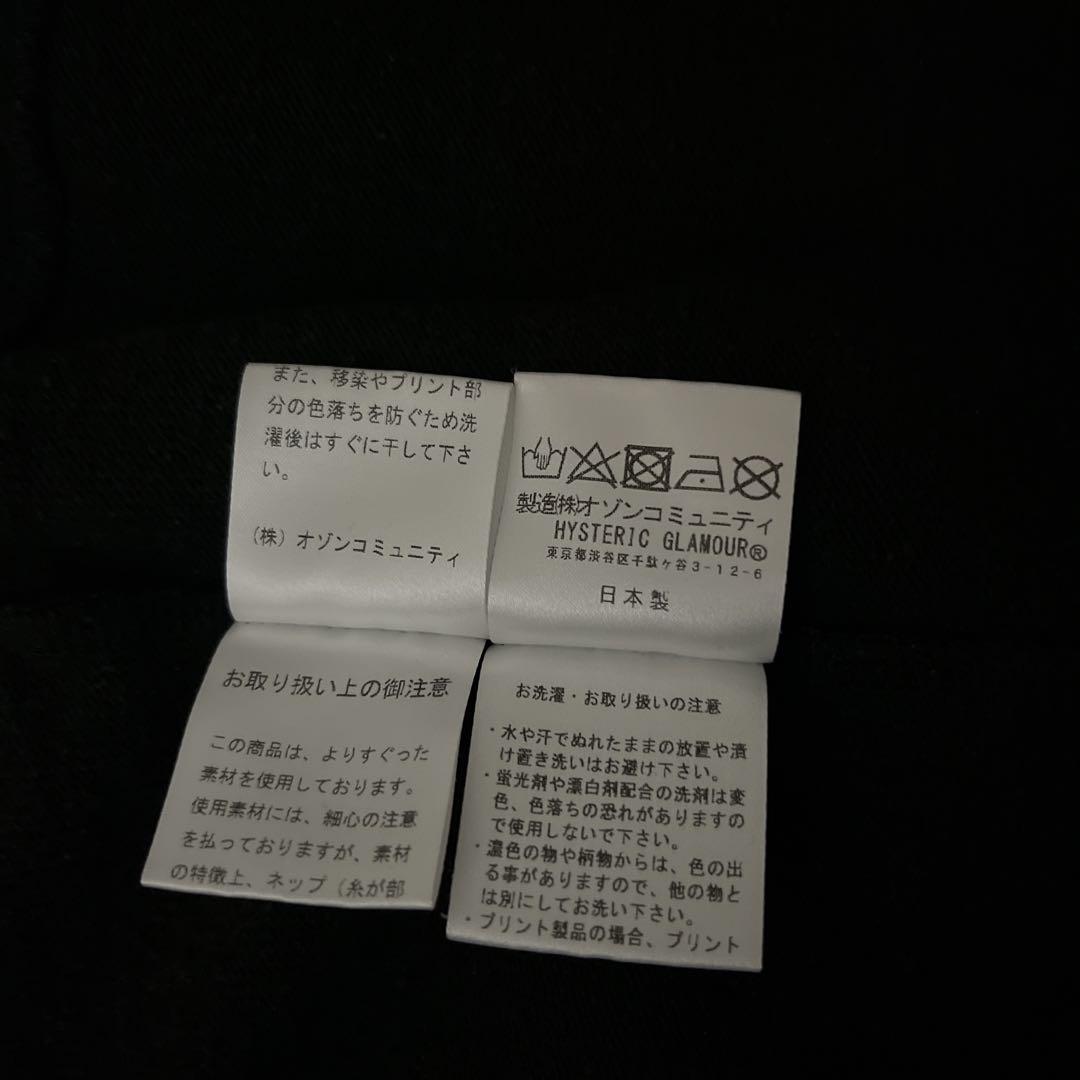 また、移染やプリント部
分の色落ちを防ぐため洗
濯後はすぐに干して下さ
い。
(株)オゾンコミュニティ
製造(株)オゾンコミュニティ
HYSTERIC GLAMOUR®
東京都渋谷区千駄ヶ谷3-12-6
日本製
お取り扱い上の御注意
この商品は、よりすぐった
素材を使用しております。
使用素材には、細心の注意
を払っておりますが、素材
の特徴上、ネップ(糸が部
お洗濯・お取り扱いの注意
・水や汗でぬれたままの放置や漬
け置き洗いはお避け下さい。
・蛍光剤や漂白剤配合の洗剤は変
色、色落ちの恐れがありますの
で使用しないで下さい。
・濃色の物や柄物からは、色の出
る事がありますので、他の物と
は別にしてお洗い下さい。
・プリント製品の場合、プリント